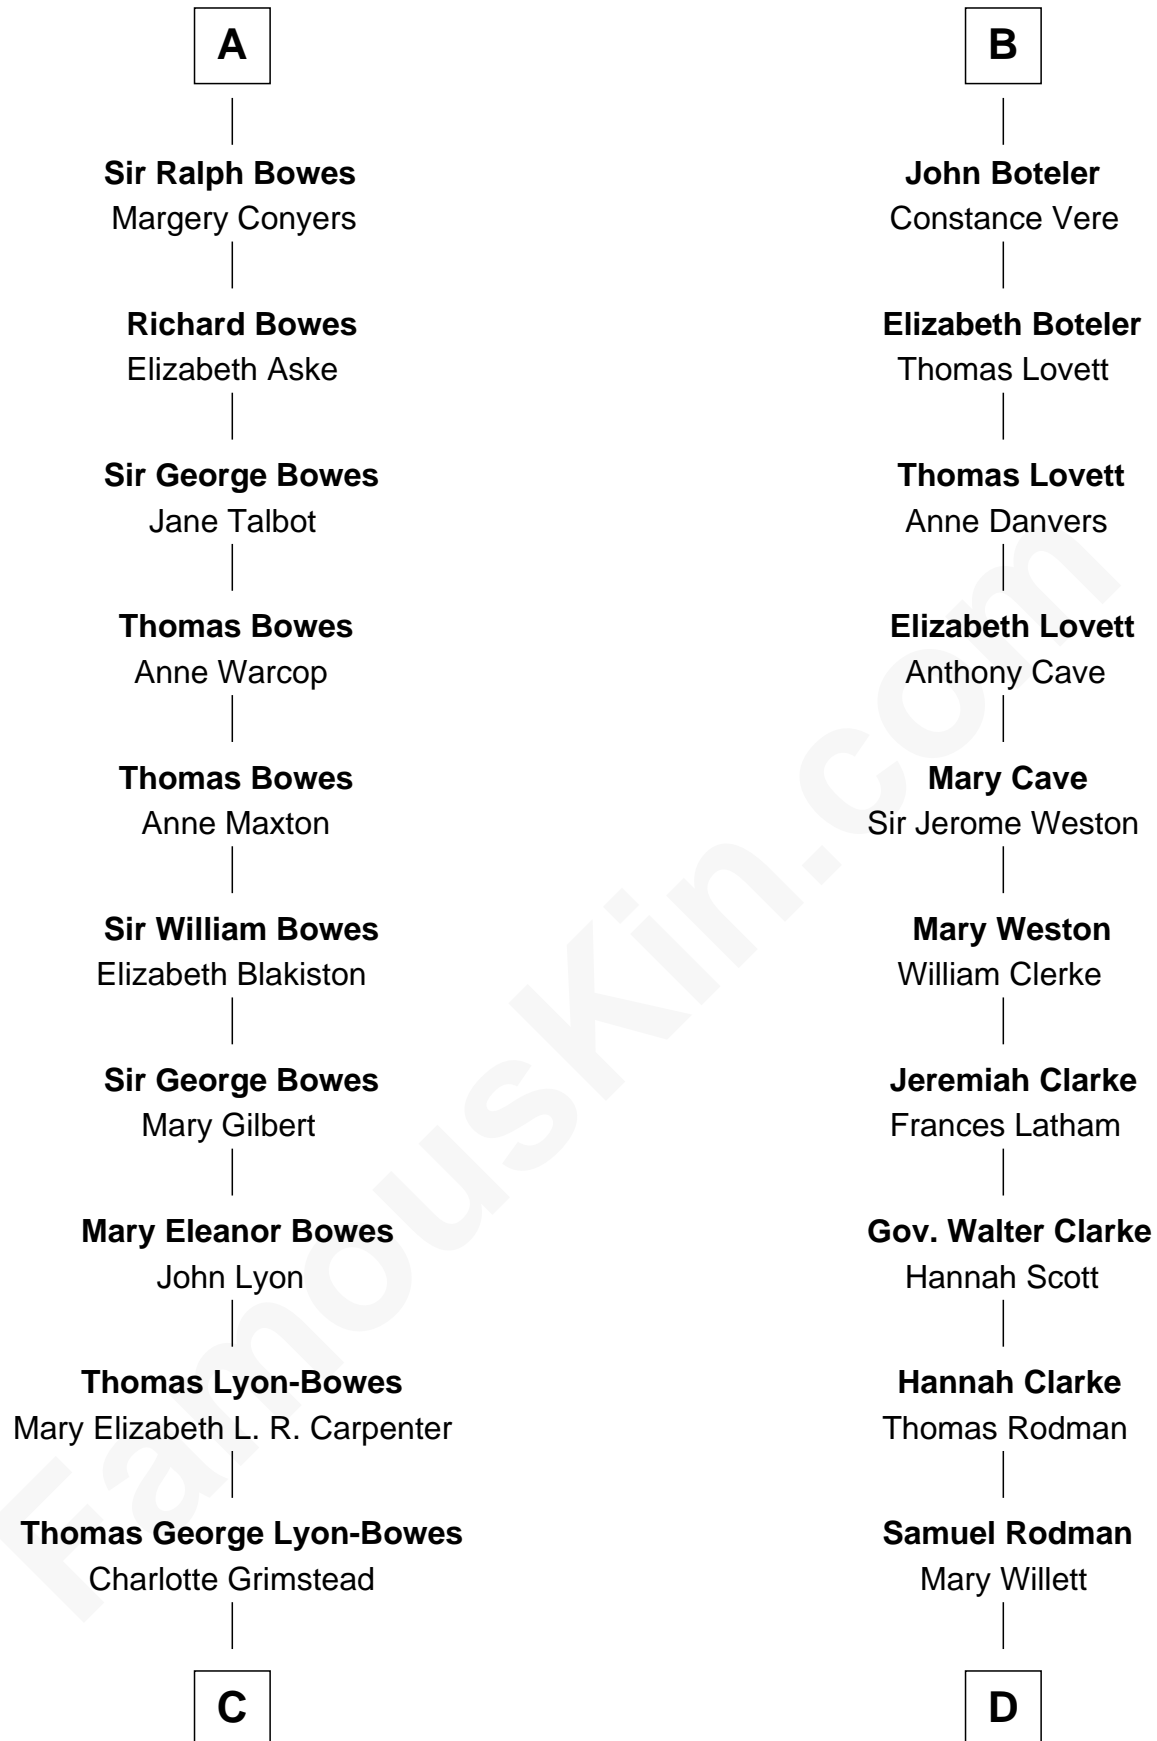 A
Sir Ralph Bowes
Margery Conyers
Richard Bowes
Elizabeth Aske
Sir George Bowes
Jane Talbot
Thomas Bowes
Anne Warcop
Thomas Bowes
Anne Maxton
Sir William Bowes
Elizabeth Blakiston
Sir George Bowes
Mary Gilbert
Mary Eleanor Bowes
John Lyon
Thomas Lyon-Bowes
Mary Elizabeth L. R. Carpenter
Thomas George Lyon-Bowes
Charlotte Grimstead
C
B
John Boteler
Constance Vere
Elizabeth Boteler
Thomas Lovett
Thomas Lovett
Anne Danvers
Elizabeth Lovett
Anthony Cave
Mary Cave
Sir Jerome Weston
Mary Weston
William Clerke
Jeremiah Clarke
Frances Latham
Gov. Walter Clarke
Hannah Scott
Hannah Clarke
Thomas Rodman
Samuel Rodman
Mary Willett
D
FamousKin.com